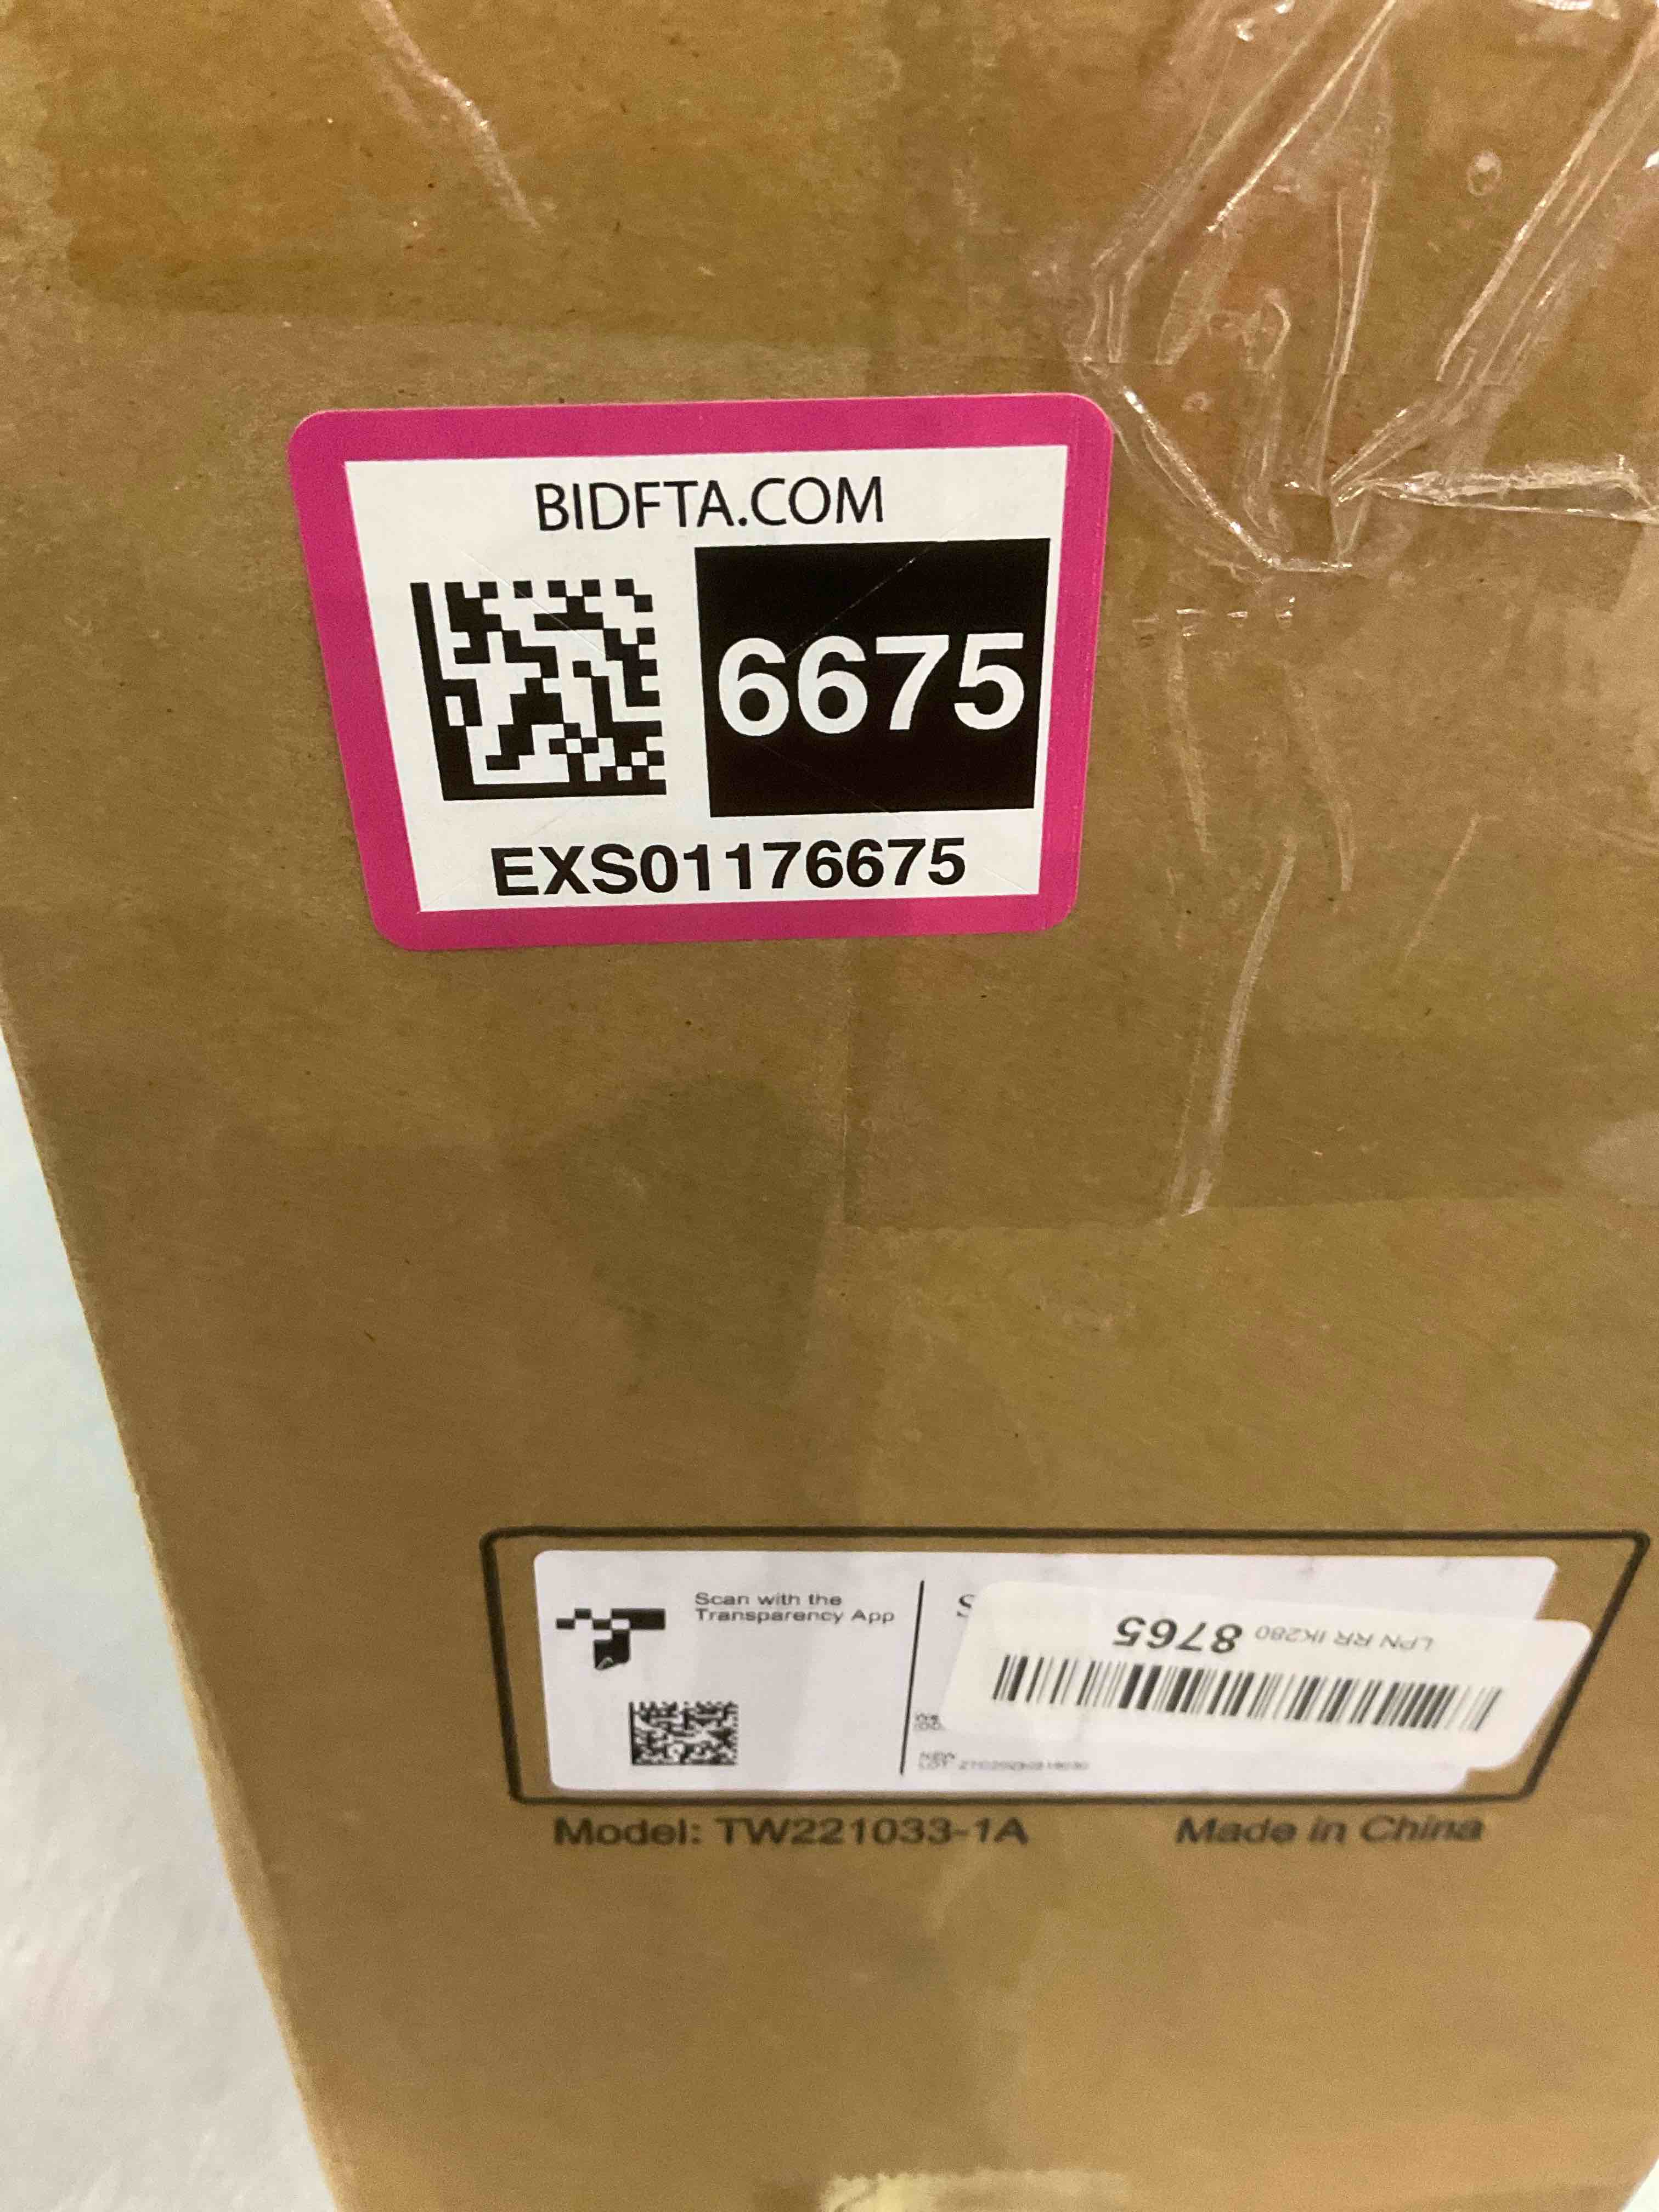 BIDFTA.COM
6675
EXS01176675
Scan with the
Transparency App
S
LPN RR IK280 8765
LOT
Model: TW221033-1A
Made in China